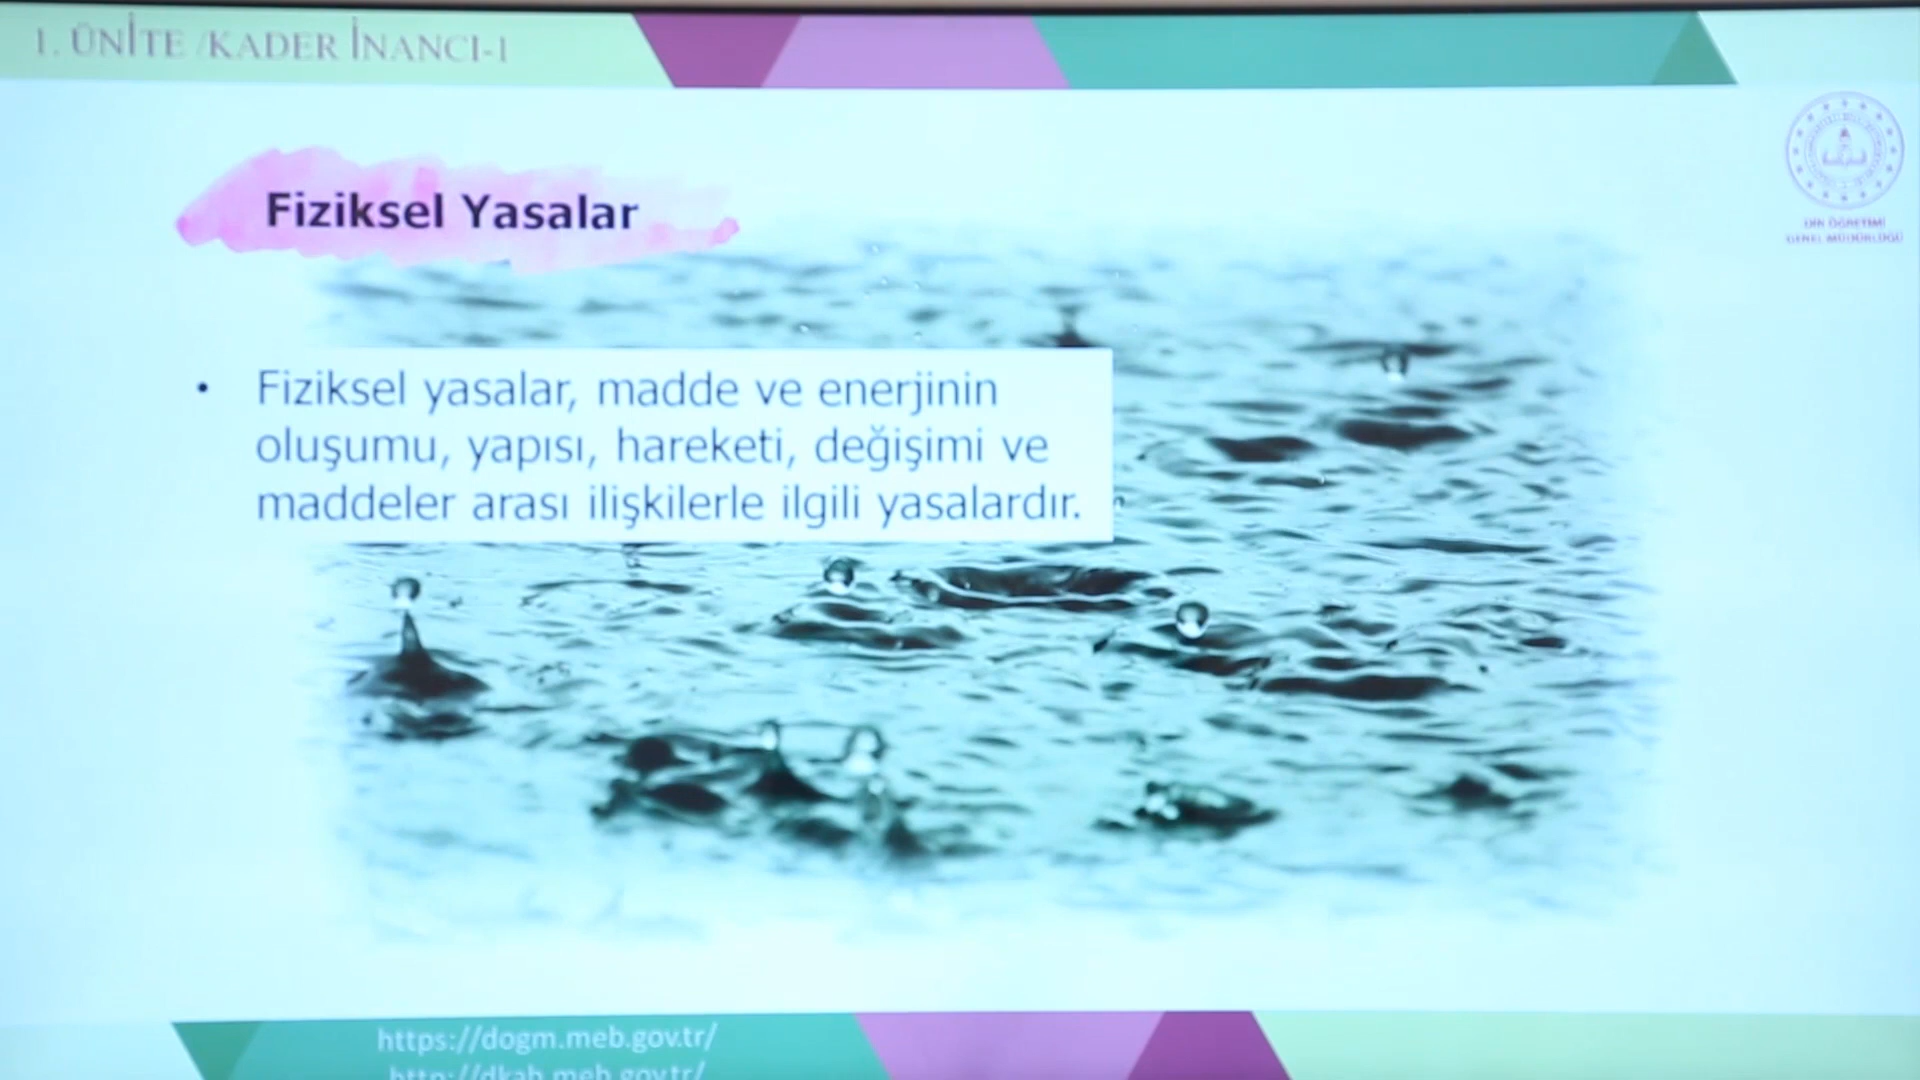 1. ÜNİTE /KADER İNANCI-1
DİN ÖĞRETİMİ
GENEL MÜDÜRLÜĞÜ
Fiziksel Yasalar
• Fiziksel yasalar, madde ve enerjinin
oluşumu, yapısı, hareketi, değişimi ve
maddeler arası ilişkilerle ilgili yasalardır.
https://dogm.meb.gov.tr/
http://dkab.meb.gov.tr/